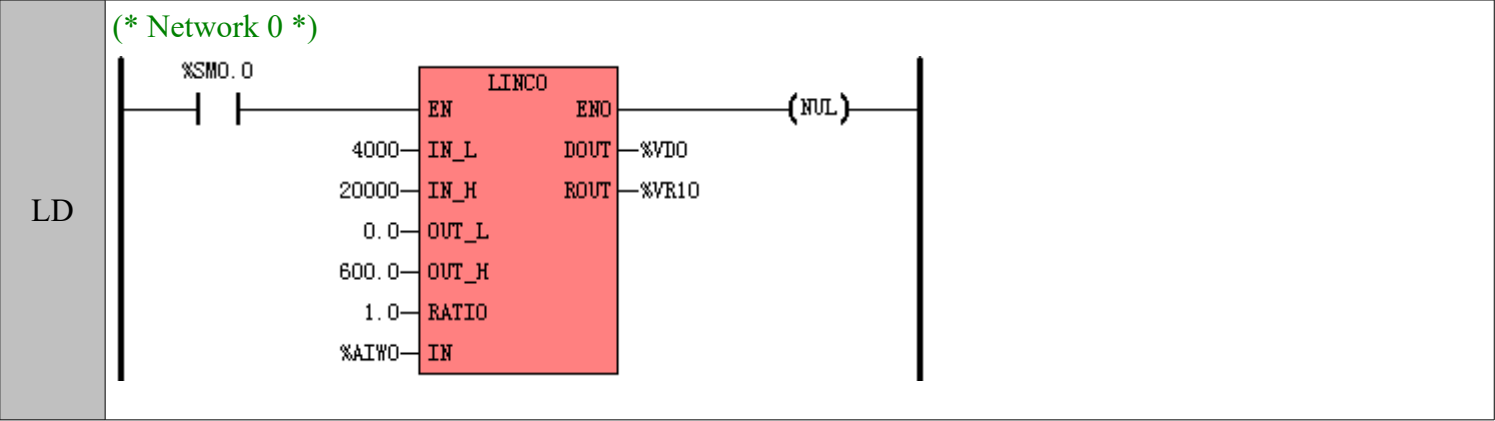 (* Network 0 *)
%SM0.0
LINCO
EN ENO (NUL)
4000 IN_L DOUT %VD0
20000 IN_H ROUT %VR10
LD
0.0 OUT_L
600.0 OUT_H
1.0 RATIO
%AIW0 IN